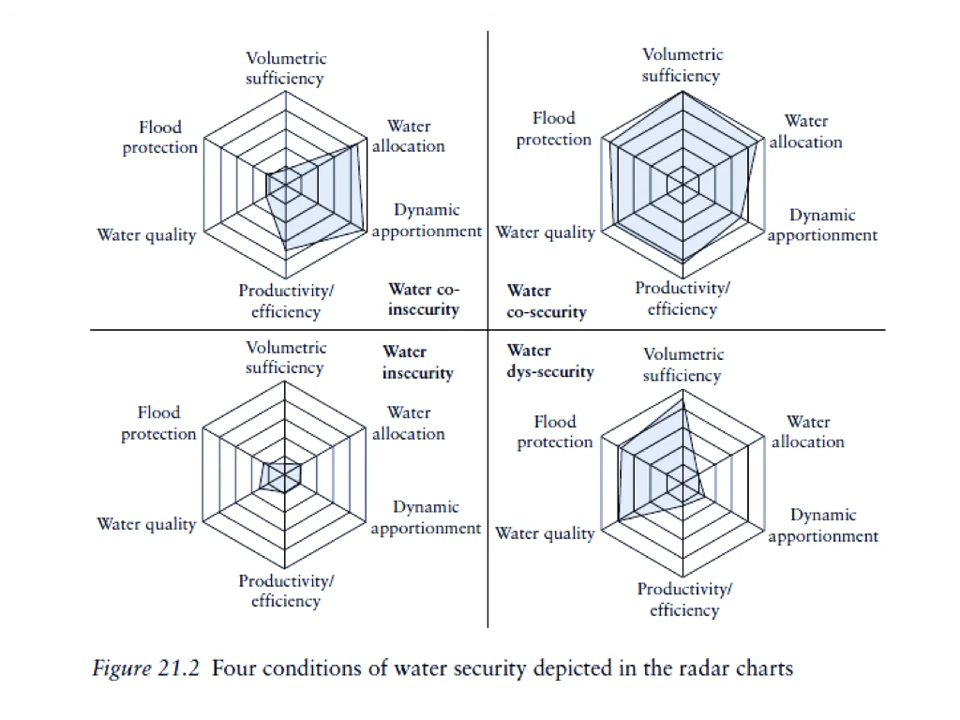 Volumetric
sufficiency
Flood
protection
Water
allocation
Water quality
Dynamic
apportionment
Productivity/
efficiency
Water co-
insecurity
Volumetric
sufficiency
Flood
protection
Water
allocation
Water quality
Dynamic
apportionment
Productivity/
efficiency
Water
co-security
Volumetric
sufficiency
Water
insecurity
Flood
protection
Water
allocation
Water quality
Dynamic
apportionment
Productivity/
efficiency
Water
dys-security
Volumetric
sufficiency
Flood
protection
Water
allocation
Water quality
Dynamic
apportionment
Productivity/
efficiency
Figure 21.2 Four conditions of water security depicted in the radar charts